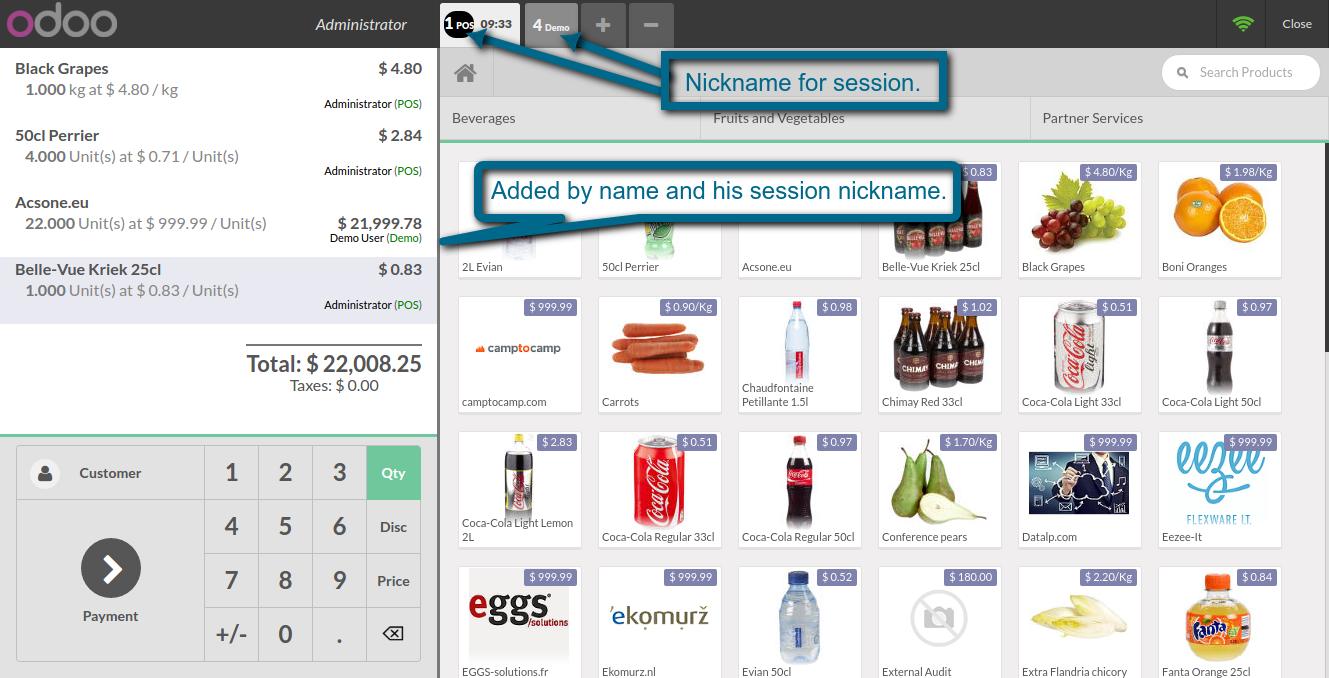 odoo
Administrator
1 POS 09:33
4 Demo
+
−
Close
Nickname for session.
Search Products
Beverages
Fruits and Vegetables
Partner Services
Black Grapes $ 4.80
1.000 kg at $ 4.80 / kg
Administrator (POS)
50cl Perrier $ 2.84
4.000 Unit(s) at $ 0.71 / Unit(s)
Administrator (POS)
Acsone.eu
22.000 Unit(s) at $ 999.99 / Unit(s) $ 21,999.78
Demo User (Demo)
Belle-Vue Kriek 25cl $ 0.83
1.000 Unit(s) at $ 0.83 / Unit(s)
Administrator (POS)
Total: $ 22,008.25
Taxes: $ 0.00
Customer
1 2 3 Qty
4 5 6 Disc
7 8 9 Price
+/- 0 .
Payment
Added by name and his session nickname.
2L Evian
50cl Perrier
Acsone.eu
$ 0.83
Belle-Vue Kriek 25cl
$ 4.80/Kg
Black Grapes
$ 1.98/Kg
Boni Oranges
$ 999.99
camptocamp
camptocamp.com
$ 0.90/Kg
Carrots
$ 0.98
Chaudfontaine
Petillante 1.5l
$ 1.02
CHIMAY
Chimay Red 33cl
$ 0.51
Coca-Cola light
Coca-Cola Light 33cl
$ 0.97
Coca-Cola Light 50cl
$ 2.83
Coca-Cola Light Lemon
2L
$ 0.51
Coca-Cola
Coca-Cola Regular 33cl
$ 0.97
Coca-Cola
Coca-Cola Regular 50cl
$ 1.70/Kg
Conference pears
$ 999.99
Datalp.com
$ 999.99
eezee
FLEXWARE I.T.
Eezee-It
$ 999.99
eggs
/solutions
EGGS-solutions.fr
$ 999.99
'ekomurž
Ekomurz.nl
$ 0.52
Evian 50cl
$ 180.00
External Audit
$ 2.20/Kg
Extra Flandria chicory
$ 0.84
Fanta
Fanta Orange 25cl